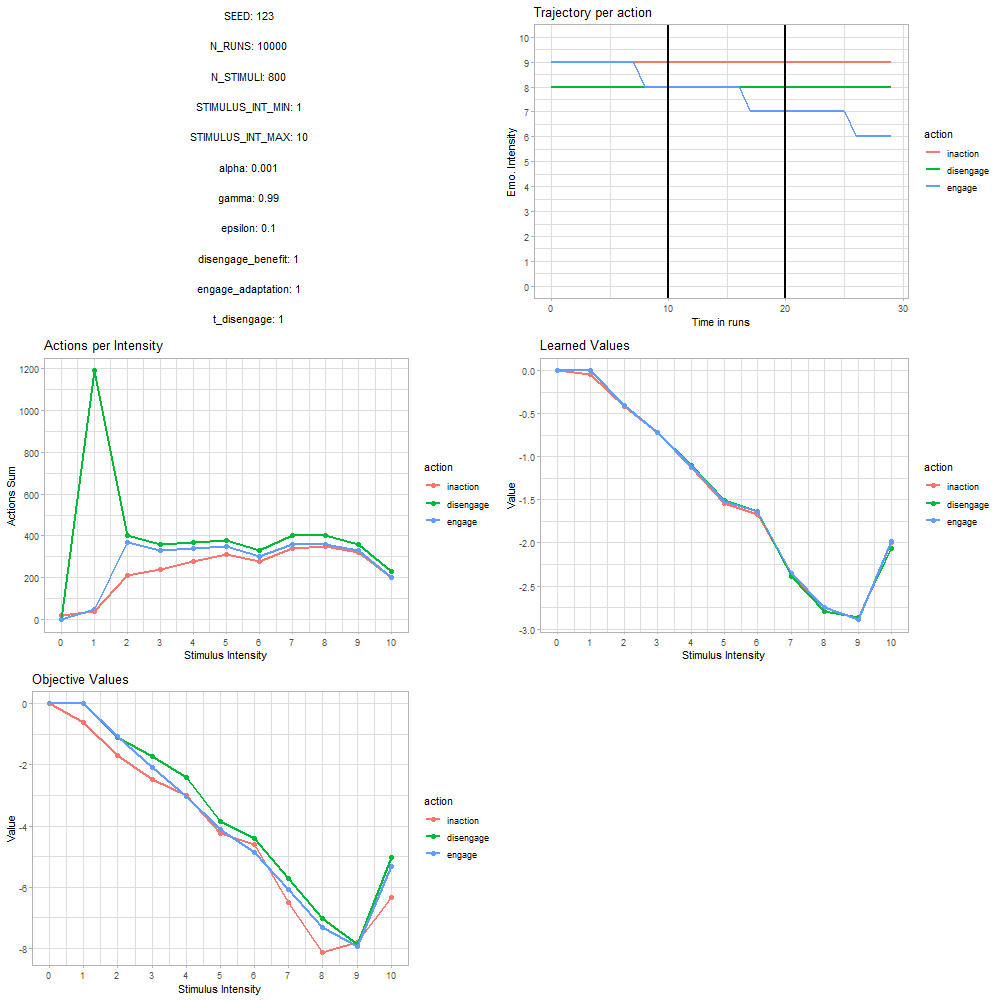 SEED: 123
N_RUNS: 10000
N_STIMULI: 800
STIMULUS_INT_MIN: 1
STIMULUS_INT_MAX: 10
alpha: 0.001
gamma: 0.99
epsilon: 0.1
disengage_benefit: 1
engage_adaptation: 1
t_disengage: 1
Trajectory per action
Emo. Intensity
10
9
8
7
6
5
4
3
2
1
0
0 10 20 30
Time in runs
action
inaction
disengage
engage
Actions per Intensity
Actions Sum
1200
1000
800
600
400
200
0
0 1 2 3 4 5 6 7 8 9 10
Stimulus Intensity
action
inaction
disengage
engage
Learned Values
Value
0.0
-0.5
-1.0
-1.5
-2.0
-2.5
-3.0
0 1 2 3 4 5 6 7 8 9 10
Stimulus Intensity
action
inaction
disengage
engage
Objective Values
Value
0
-2
-4
-6
-8
0 1 2 3 4 5 6 7 8 9 10
Stimulus Intensity
action
inaction
disengage
engage